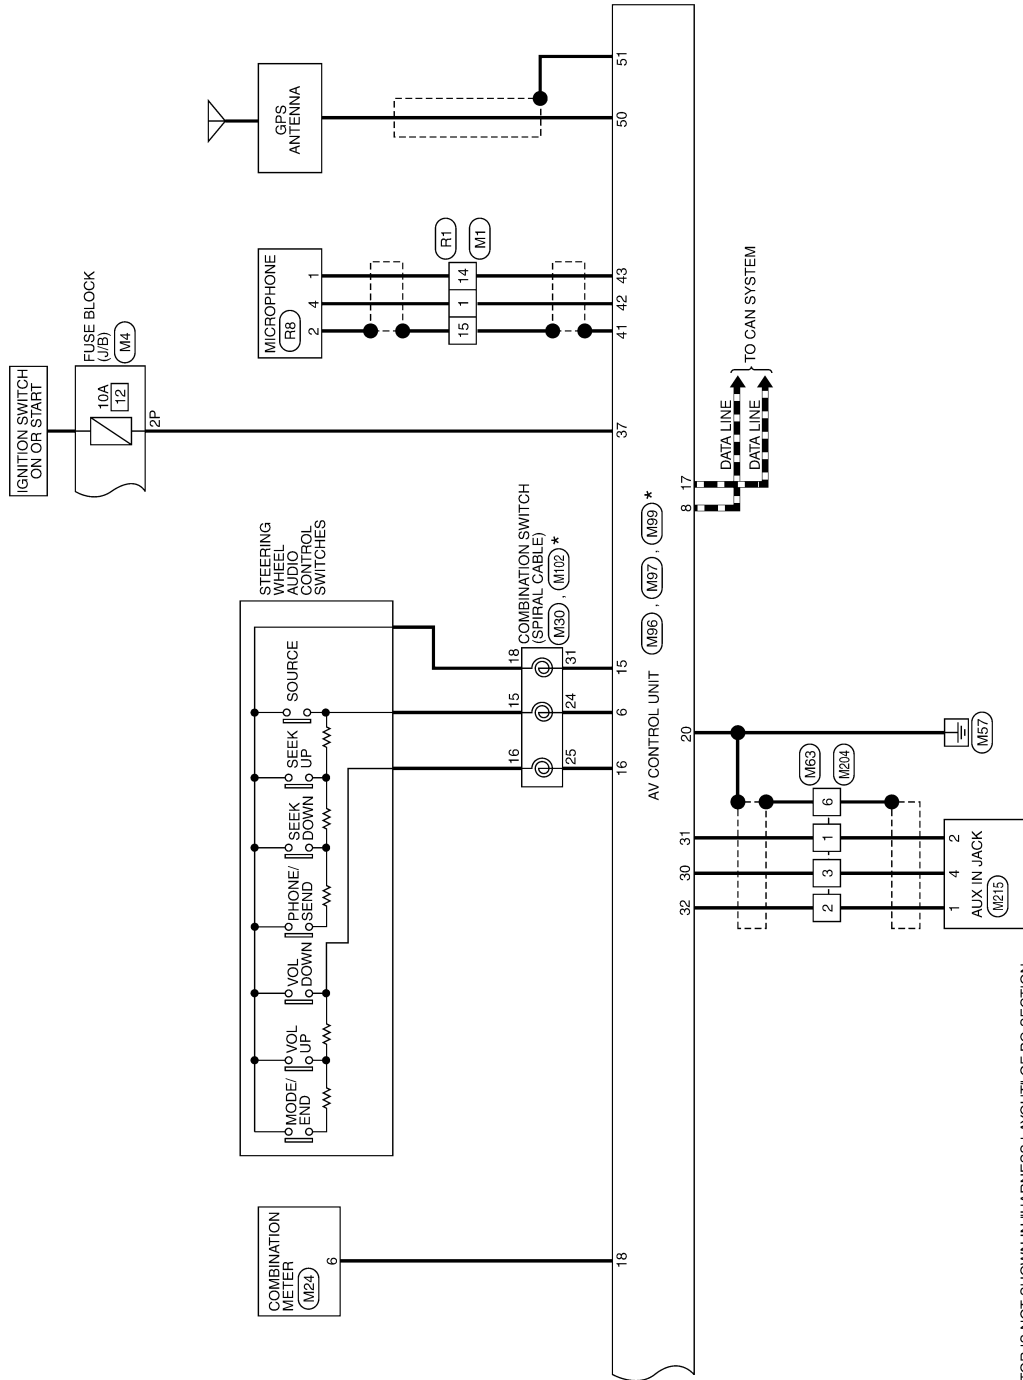 IGNITION SWITCH
ON OR START
FUSE BLOCK
(J/B)
M4
10A
12
2P
37
GPS
ANTENNA
50
51
MICROPHONE
R8
2
4
1
R1
M1
15
1
14
41
42
43
STEERING
WHEEL
AUDIO
CONTROL
SWITCHES
MODE/
END
VOL
UP
VOL
DOWN
PHONE/
SEND
SEEK
DOWN
SEEK
UP
SOURCE
COMBINATION SWITCH
(SPIRAL CABLE)
M30 , M102 *
16
15
18
25
24
31
16
6
15
COMBINATION
METER
M24
6
18
AV CONTROL UNIT
M96 , M97 , M99 *
8
17
DATA LINE
DATA LINE
TO CAN SYSTEM
32
30
31
20
M63
M204
2
3
1
6
M57
1
4
2
AUX IN JACK
M215